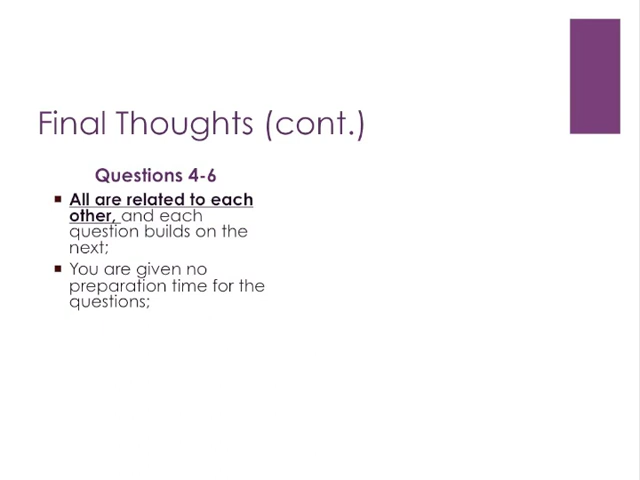 Final Thoughts (cont.)
Questions 4-6
▪ All are related to each
other, and each
question builds on the
next;
▪ You are given no
preparation time for the
questions;